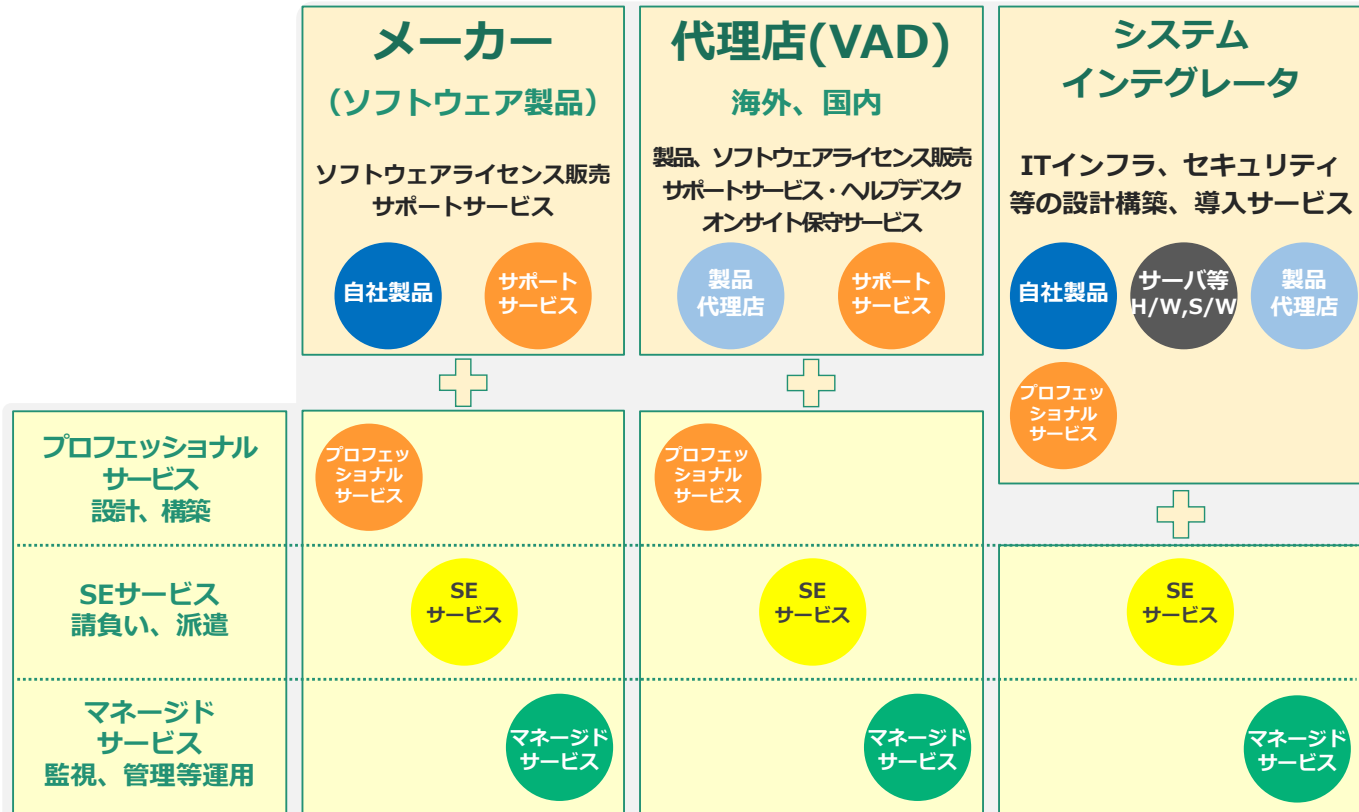 メーカー
（ソフトウェア製品）
ソフトウェアライセンス販売
サポートサービス
自社製品
サポート
サービス
代理店(VAD)
海外、国内
製品、ソフトウェアライセンス販売
サポートサービス・ヘルプデスク
オンサイト保守サービス
製品
代理店
サポート
サービス
システム
インテグレータ
ITインフラ、セキュリティ
等の設計構築、導入サービス
自社製品
サーバ等
H/W,S/W
製品
代理店
プロフェッ
ショナル
サービス
プロフェッショナル
サービス
設計、構築
プロフェッ
ショナル
サービス
プロフェッ
ショナル
サービス
SEサービス
請負い、派遣
SE
サービス
SE
サービス
SE
サービス
マネージド
サービス
監視、管理等運用
マネージド
サービス
マネージド
サービス
マネージド
サービス